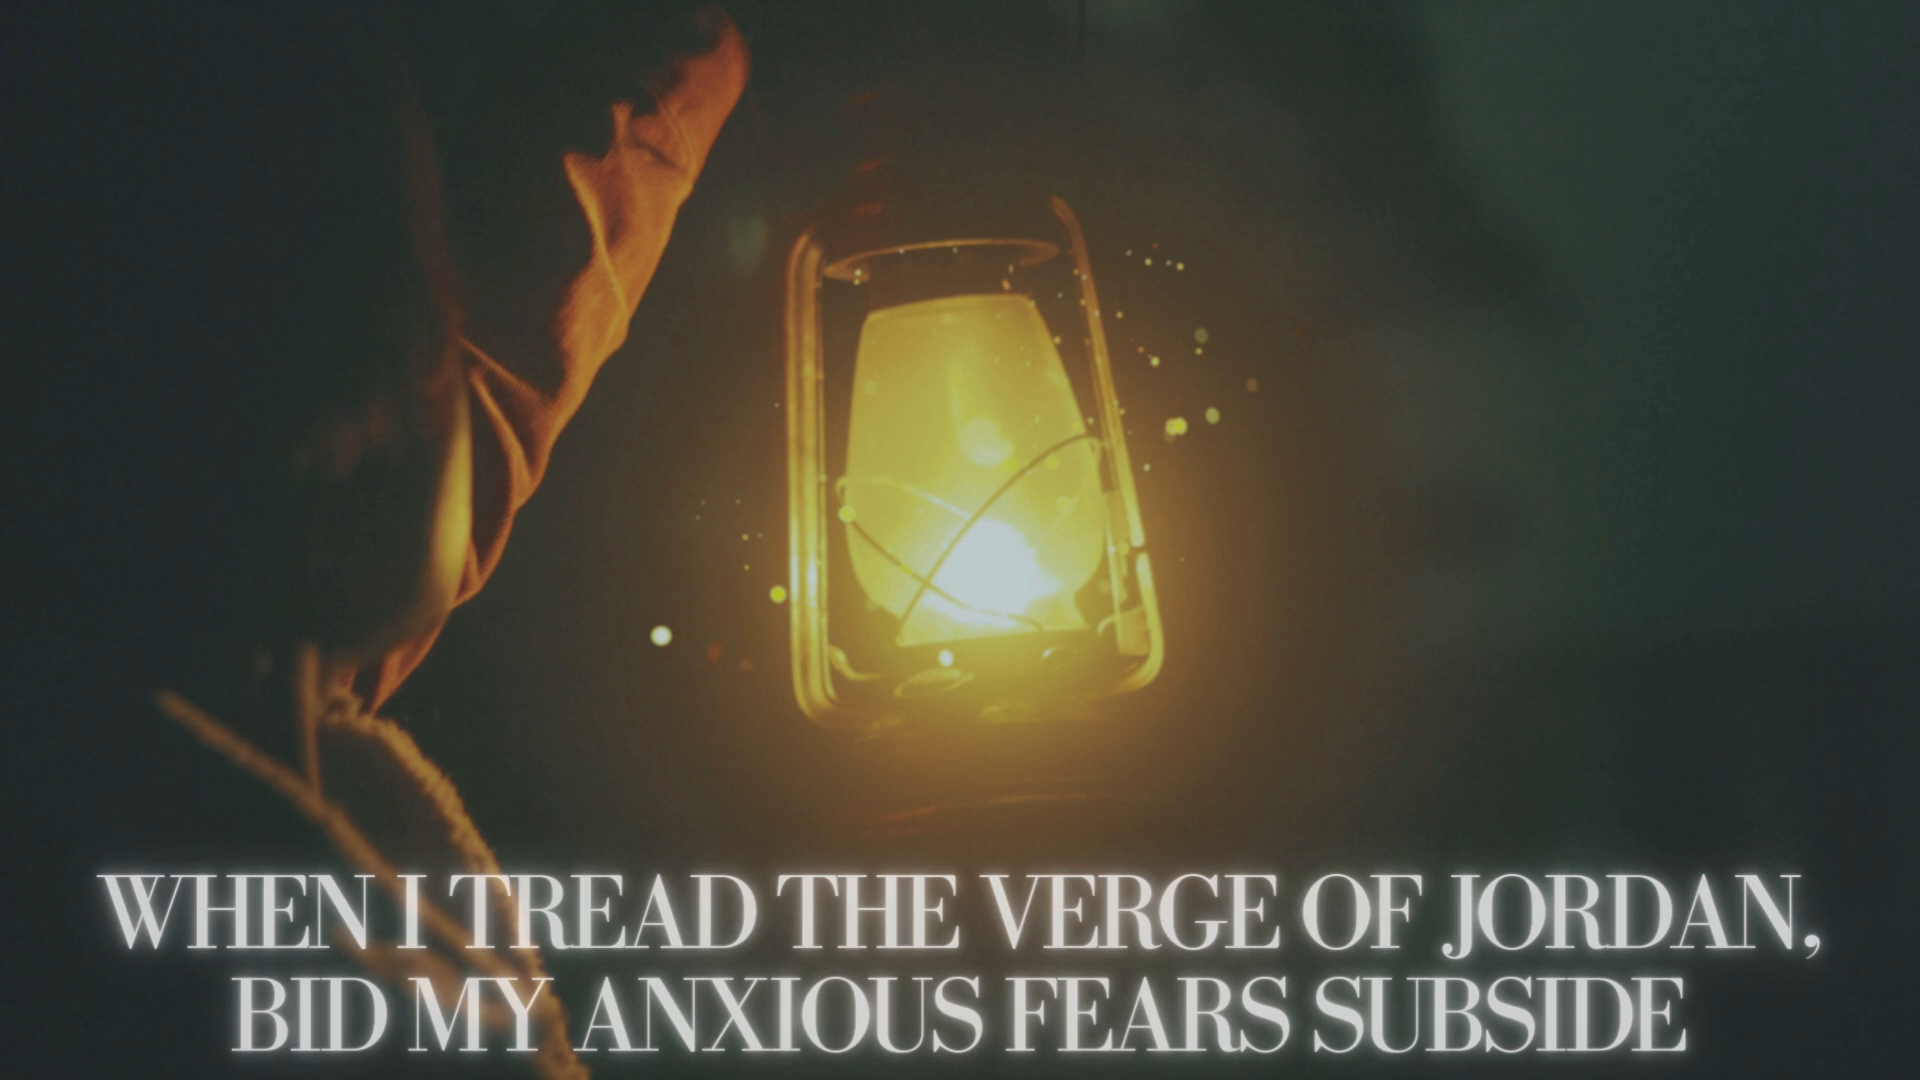 WHEN I TREAD THE VERGE OF JORDAN,
BID MY ANXIOUS FEARS SUBSIDE